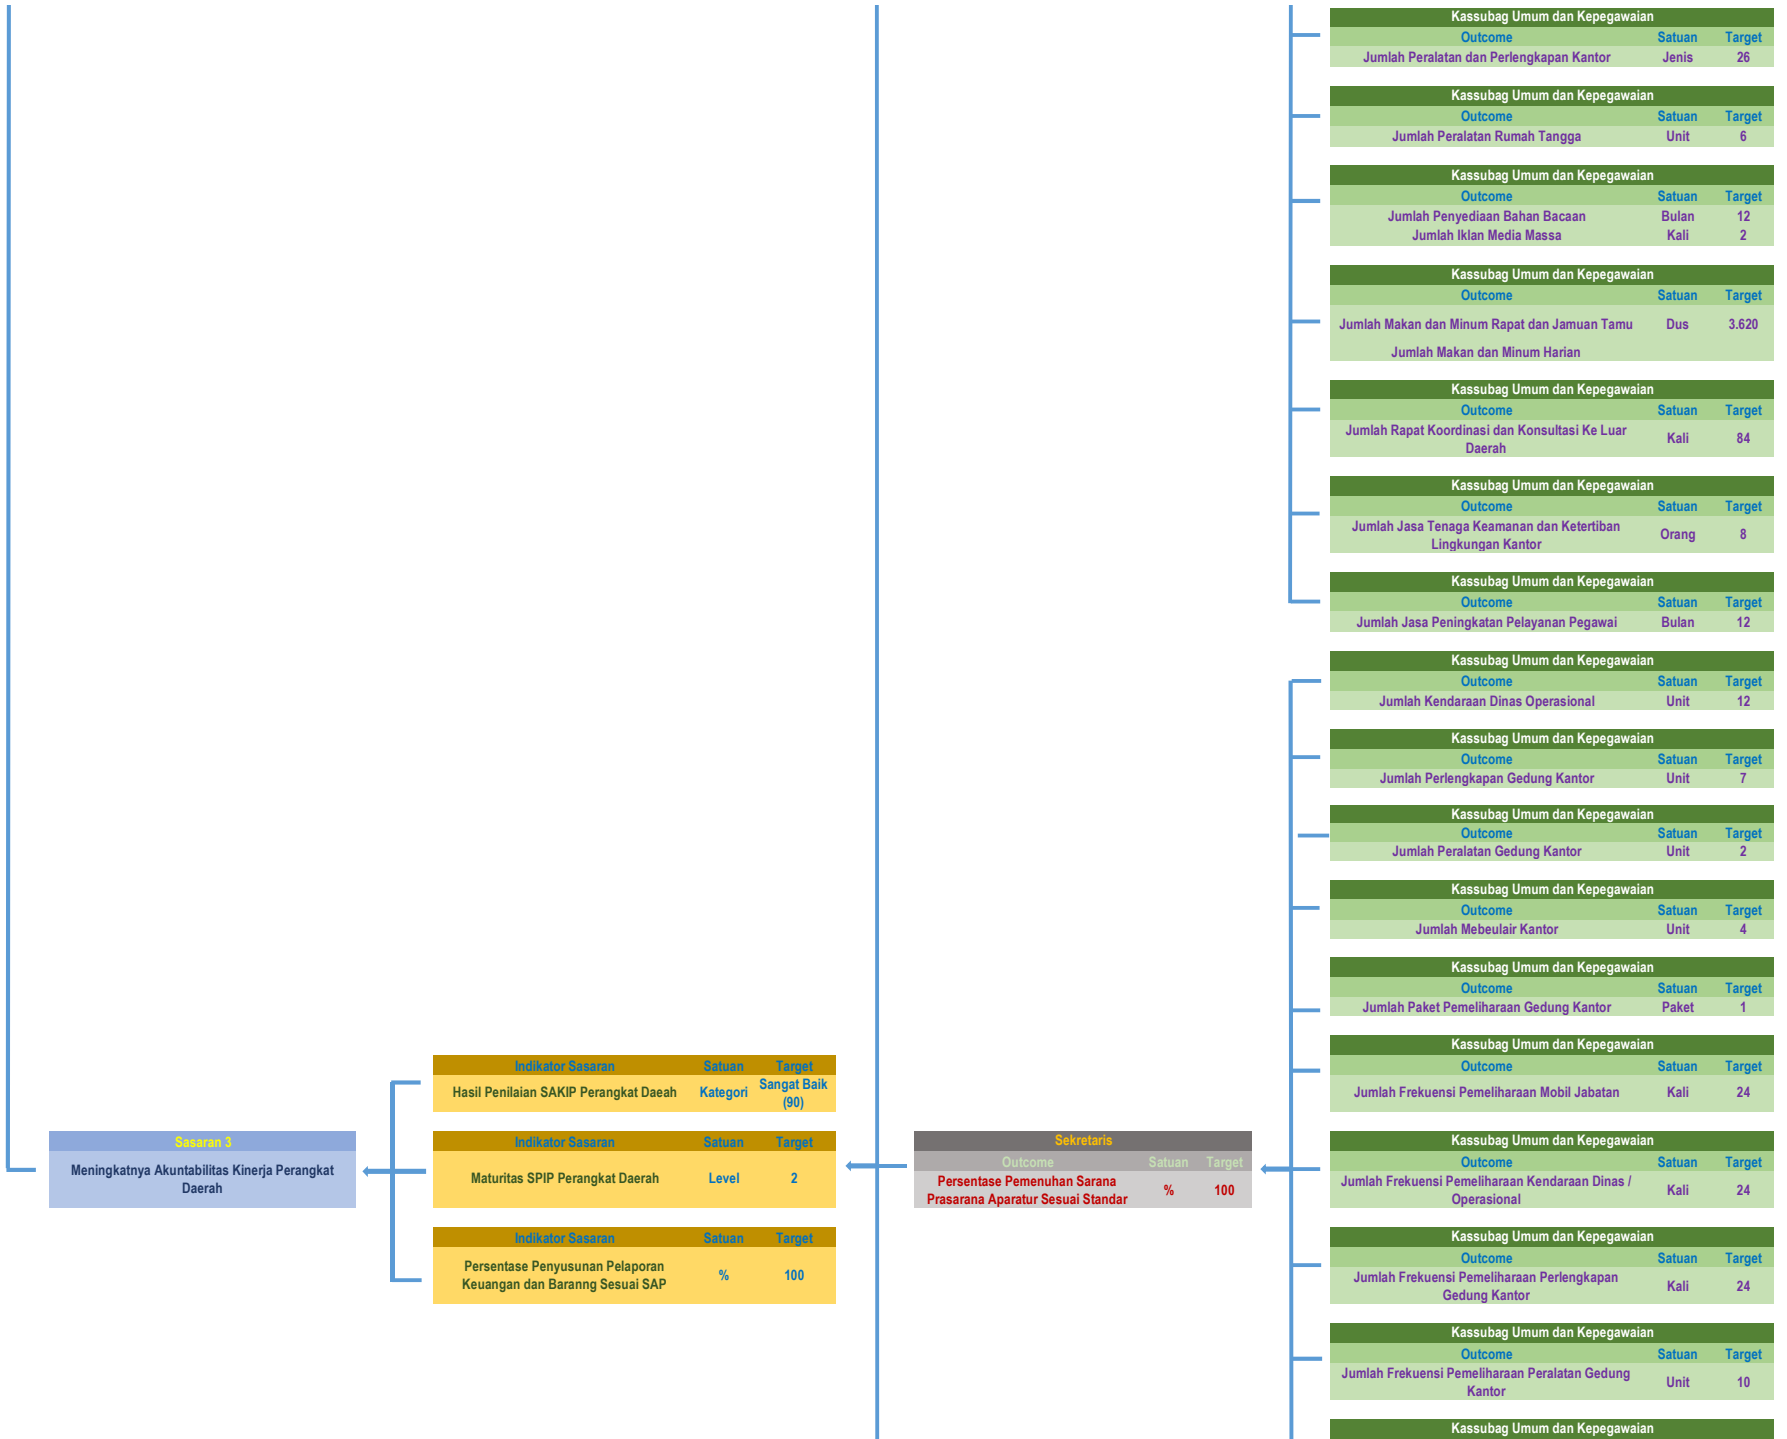 Kassubag Umum dan Kepegawaian
Outcome Satuan Target
Jumlah Peralatan dan Perlengkapan Kantor Jenis 26
Kassubag Umum dan Kepegawaian
Outcome Satuan Target
Jumlah Peralatan Rumah Tangga Unit 6
Kassubag Umum dan Kepegawaian
Outcome Satuan Target
Jumlah Penyediaan Bahan Bacaan Bulan 12
Jumlah Iklan Media Massa Kali 2
Kassubag Umum dan Kepegawaian
Outcome Satuan Target
Jumlah Makan dan Minum Rapat dan Jamuan Tamu Dus 3.620
Jumlah Makan dan Minum Harian
Kassubag Umum dan Kepegawaian
Outcome Satuan Target
Jumlah Rapat Koordinasi dan Konsultasi Ke Luar
Daerah Kali 84
Kassubag Umum dan Kepegawaian
Outcome Satuan Target
Jumlah Jasa Tenaga Keamanan dan Ketertiban
Lingkungan Kantor Orang 8
Kassubag Umum dan Kepegawaian
Outcome Satuan Target
Jumlah Jasa Peningkatan Pelayanan Pegawai Bulan 12
Kassubag Umum dan Kepegawaian
Outcome Satuan Target
Jumlah Kendaraan Dinas Operasional Unit 12
Kassubag Umum dan Kepegawaian
Outcome Satuan Target
Jumlah Perlengkapan Gedung Kantor Unit 7
Kassubag Umum dan Kepegawaian
Outcome Satuan Target
Jumlah Peralatan Gedung Kantor Unit 2
Kassubag Umum dan Kepegawaian
Outcome Satuan Target
Jumlah Mebeulair Kantor Unit 4
Kassubag Umum dan Kepegawaian
Outcome Satuan Target
Jumlah Paket Pemeliharaan Gedung Kantor Paket 1
Kassubag Umum dan Kepegawaian
Outcome Satuan Target
Jumlah Frekuensi Pemeliharaan Mobil Jabatan Kali 24
Indikator Sasaran Satuan Target
Hasil Penilaian SAKIP Perangkat Daeah Kategori Sangat Baik
(90)
Sasaran 3
Meningkatnya Akuntabilitas Kinerja Perangkat
Daerah
Indikator Sasaran Satuan Target
Maturitas SPIP Perangkat Daerah Level 2
Sekretaris
Outcome Satuan Target
Persentase Pemenuhan Sarana
Prasarana Aparatur Sesuai Standar % 100
Kassubag Umum dan Kepegawaian
Outcome Satuan Target
Jumlah Frekuensi Pemeliharaan Kendaraan Dinas /
Operasional Kali 24
Indikator Sasaran Satuan Target
Persentase Penyusunan Pelaporan
Keuangan dan Baranng Sesuai SAP % 100
Kassubag Umum dan Kepegawaian
Outcome Satuan Target
Jumlah Frekuensi Pemeliharaan Perlengkapan
Gedung Kantor Kali 24
Kassubag Umum dan Kepegawaian
Outcome Satuan Target
Jumlah Frekuensi Pemeliharaan Peralatan Gedung
Kantor Unit 10
Kassubag Umum dan Kepegawaian